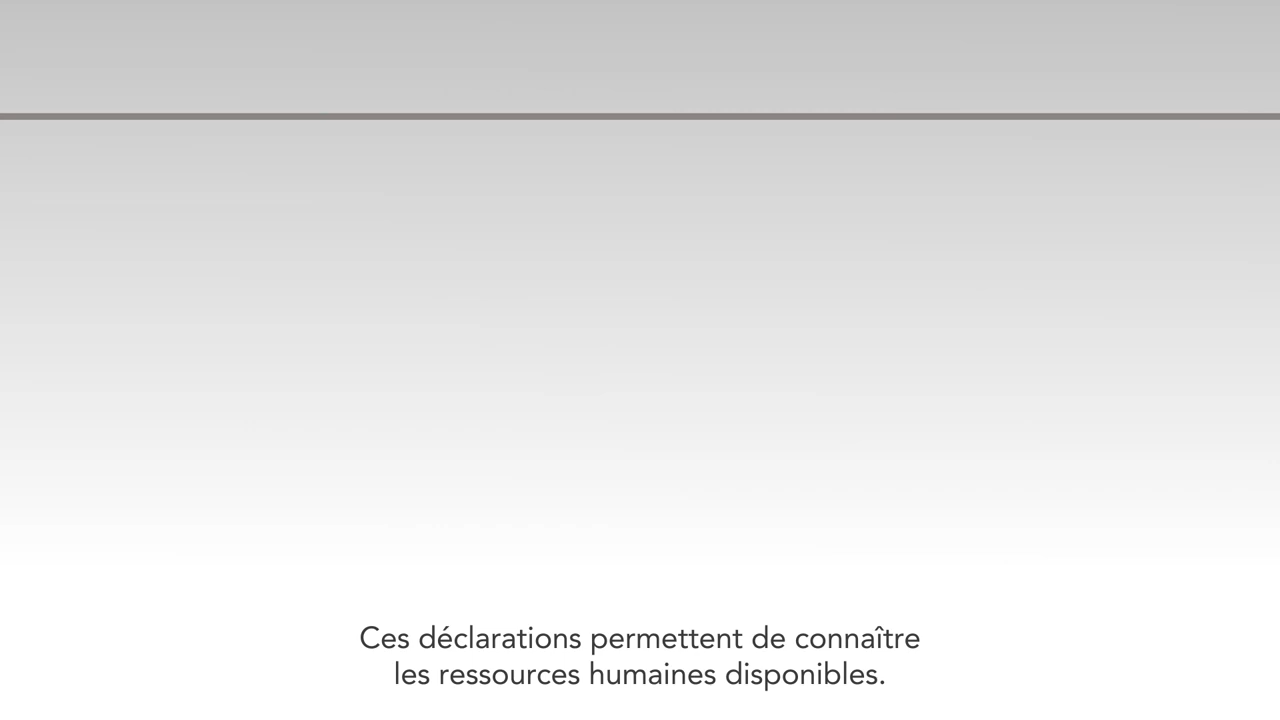 Ces déclarations permettent de connaître
les ressources humaines disponibles.